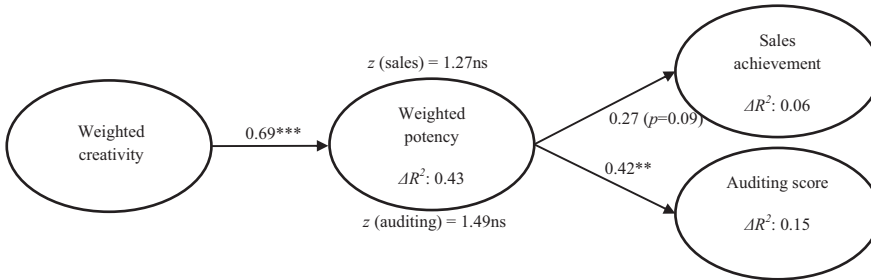 z (sales) = 1.27ns
Weighted
creativity
0.69***
Weighted
potency
ΔR²: 0.43
z (auditing) = 1.49ns
0.27 (p=0.09)
0.42**
Sales
achievement
ΔR²: 0.06
Auditing score
ΔR²: 0.15